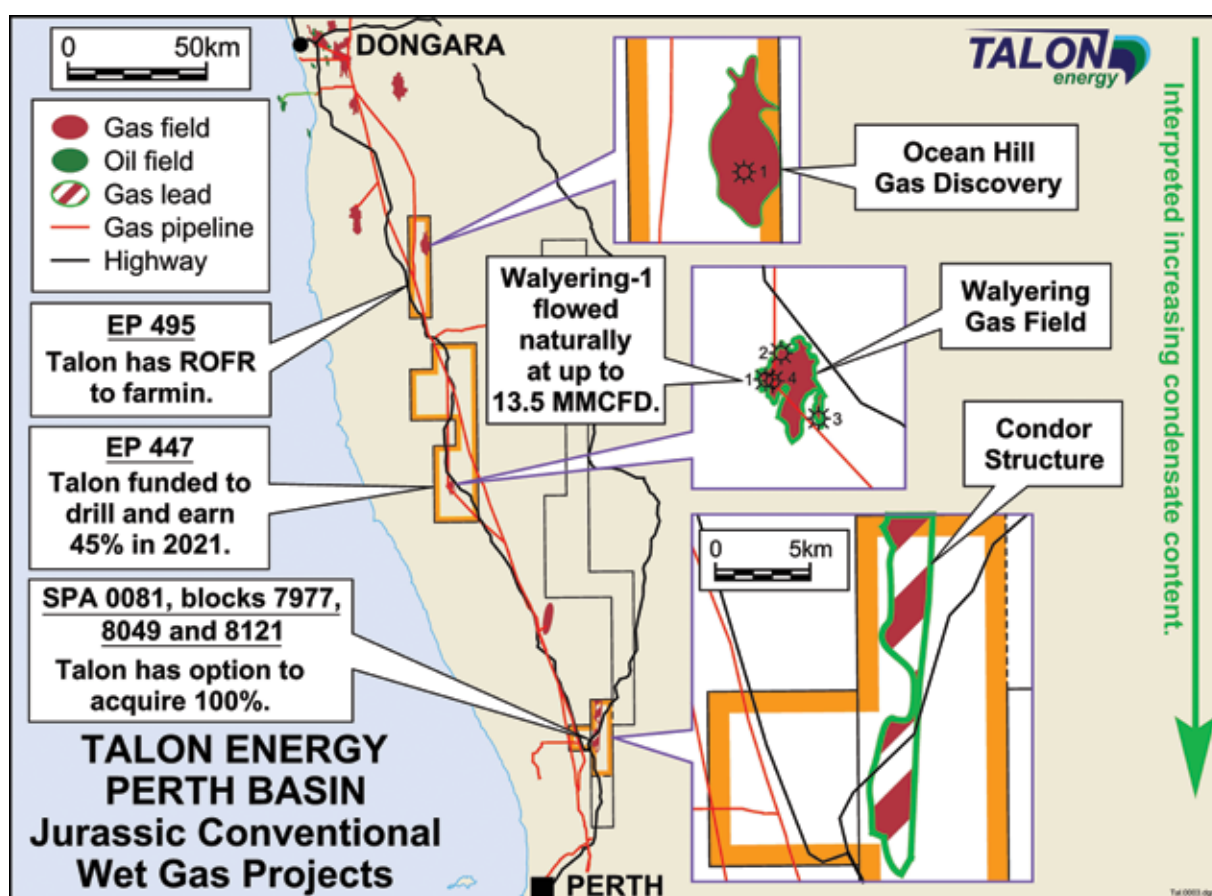 0 50km
DONGARA
TALON
energy
Gas field
Oil field
Gas lead
Gas pipeline
Highway
EP 495
Talon has ROFR
to farmin.
EP 447
Talon funded to
drill and earn
45% in 2021.
SPA 0081, blocks 7977,
8049 and 8121
Talon has option to
acquire 100%.
TALON ENERGY
PERTH BASIN
Jurassic Conventional
Wet Gas Projects
PERTH
1
Ocean Hill
Gas Discovery
Walyering-1
flowed
naturally
at up to
13.5 MMCFD.
2
1
4
3
Walyering
Gas Field
Condor
Structure
0 5km
Interpreted increasing condensate content.